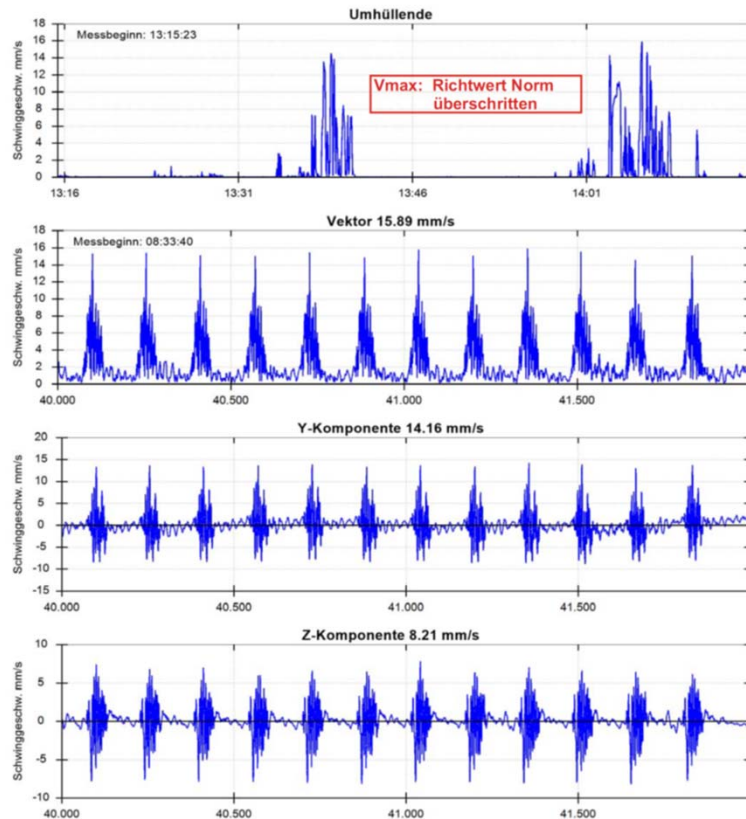 Umhüllende
Schwinggeschw. mm/s
18
16
14
12
10
8
6
4
2
0
Messbeginn: 13:15:23
Vmax: Richtwert Norm
überschritten
13:16 13:31 13:46 14:01
Vektor 15.89 mm/s
Schwinggeschw. mm/s
18
16
14
12
10
8
6
4
2
0
Messbeginn: 08:33:40
40.000 40.500 41.000 41.500
Y-Komponente 14.16 mm/s
Schwinggeschw. mm/s
20
15
10
5
0
-5
-10
-15
40.000 40.500 41.000 41.500
Z-Komponente 8.21 mm/s
Schwinggeschw. mm/s
10
5
0
-5
-10
40.000 40.500 41.000 41.500